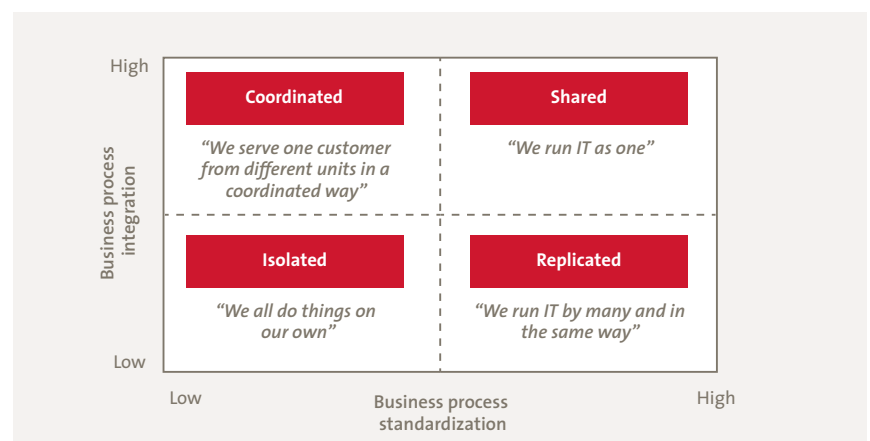 High
Coordinated
Shared
“We serve one customer
from different units in a
coordinated way”
“We run IT as one”
Business process
integration
Isolated
Replicated
“We all do things on
our own”
“We run IT by many and in
the same way”
Low
Low
Business process
standardization
High